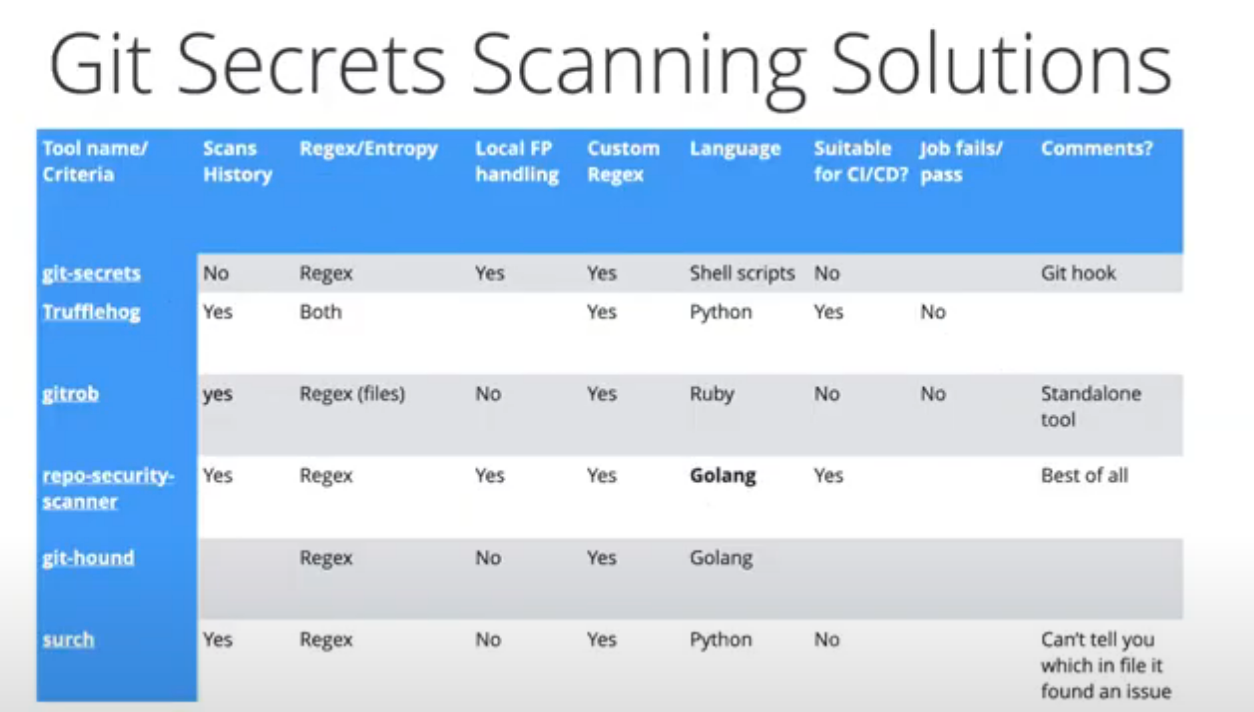 Git Secrets Scanning Solutions
Tool name/ Scans Regex/Entropy Local FP Custom Language Suitable Job fails/ Comments?
Criteria History handling Regex for CI/CD? pass
git-secrets No Regex Yes Yes Shell scripts No Git hook
Trufflehog Yes Both Yes Python Yes No
gitrob yes Regex (files) No Yes Ruby No No Standalone
tool
repo-security- Yes Regex Yes Yes Golang Yes Best of all
scanner
git-hound Regex No Yes Golang
surch Yes Regex No Yes Python No Can't tell you
which in file it
found an issue